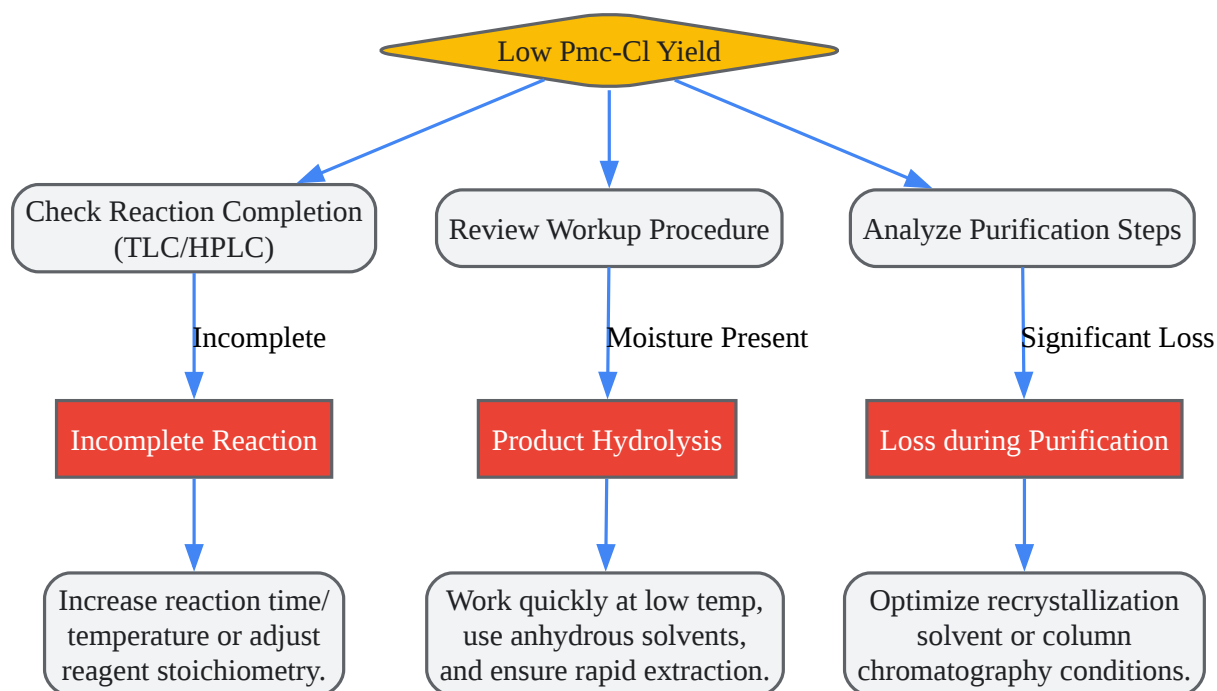 Low Pmc-Cl Yield
Check Reaction Completion
(TLC/HPLC)
Review Workup Procedure
Analyze Purification Steps
Incomplete
Moisture Present
Significant Loss
Incomplete Reaction
Product Hydrolysis
Loss during Purification
Increase reaction time/
temperature or adjust
reagent stoichiometry.
Work quickly at low temp,
use anhydrous solvents,
and ensure rapid extraction.
Optimize recrystallization
solvent or column
chromatography conditions.